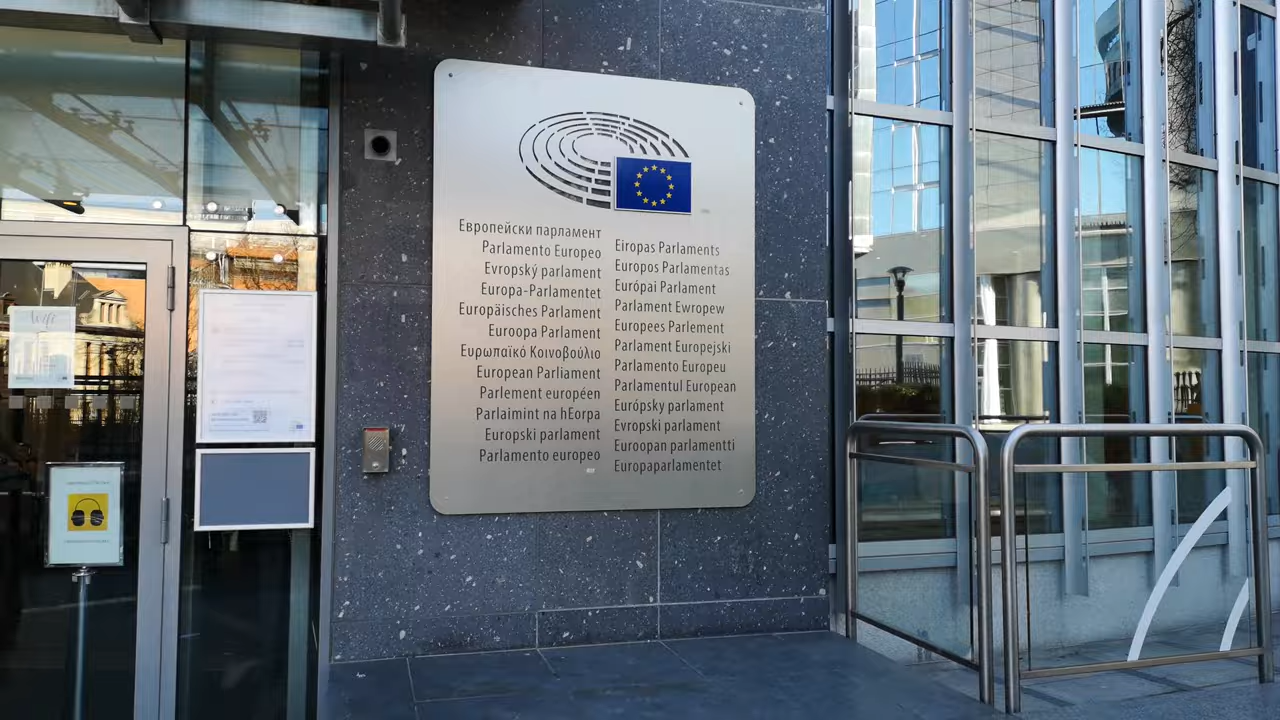 Европейски парламент
Parlamento Europeo
Evropský parlament
Europa-Parlamentet
Europäisches Parlament
Euroopa Parlament
Ευρωπαϊκό Κοινοβούλιο
European Parliament
Parlement européen
Parlaimint na hEorpa
Europski parlament
Parlamento europeo
Eiropas Parlaments
Europos Parlamentas
Európai Parlament
Parlament Ewropew
Europees Parlement
Parlament Europejski
Parlamento Europeu
Parlamentul European
Európsky parlament
Evropski parlament
Euroopan parlamentti
Europaparlamentet